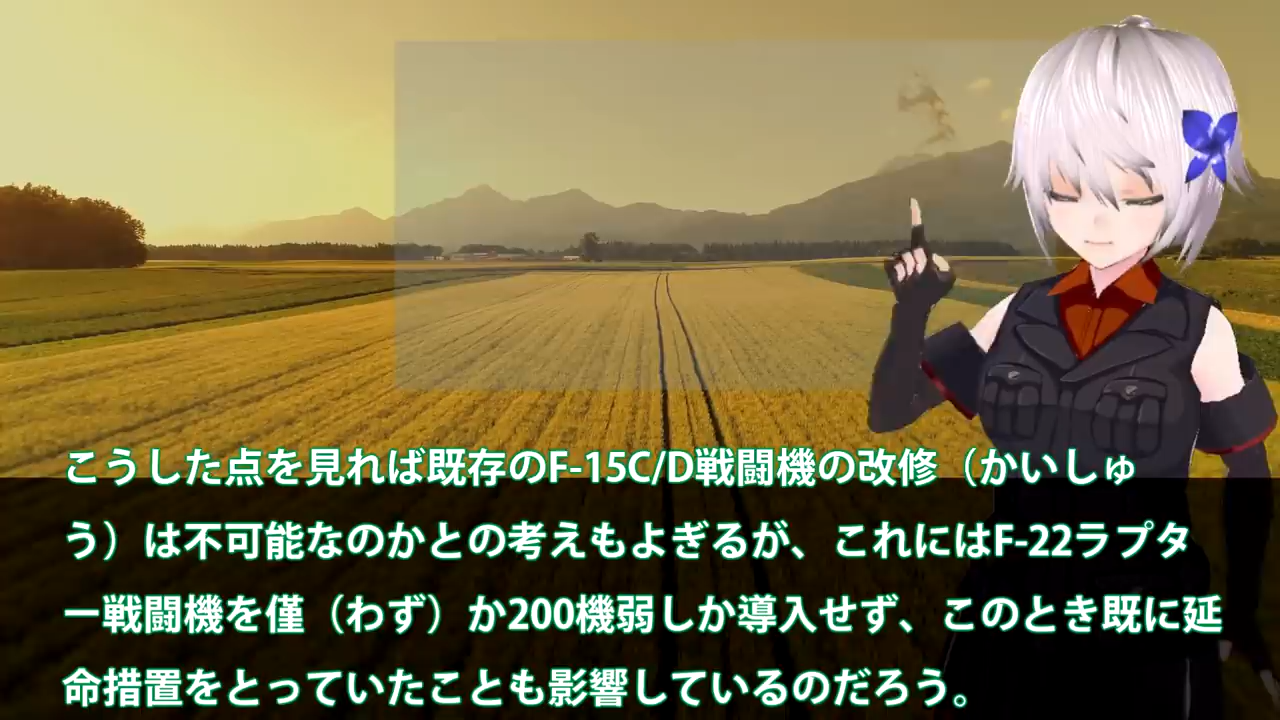 こうした点を見れば既存のF-15C/D戦闘機の改修（かいしゅ
う）は不可能なのかとの考えもよぎるが、これにはF-22ラプタ
ー戦闘機を僅（わず）か200機弱しか導入せず、このとき既に延
命措置をとっていたことも影響しているのだろう。